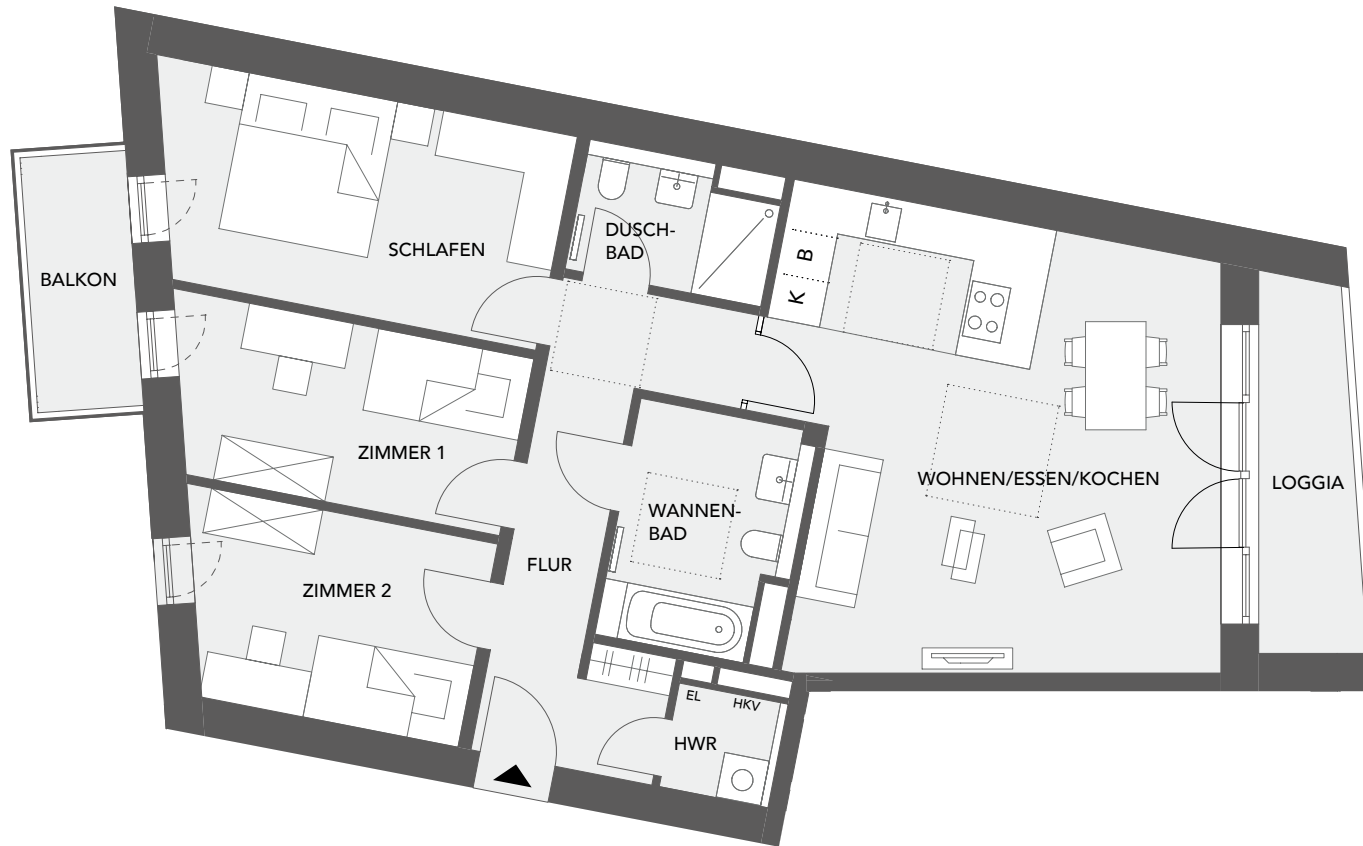 DUSCH-
BAD
SCHLAFEN
BALKON
B
K
ZIMMER 1
WOHNEN/ESSEN/KOCHEN
LOGGIA
WANNEN-
BAD
FLUR
ZIMMER 2
EL
HKV
HWR